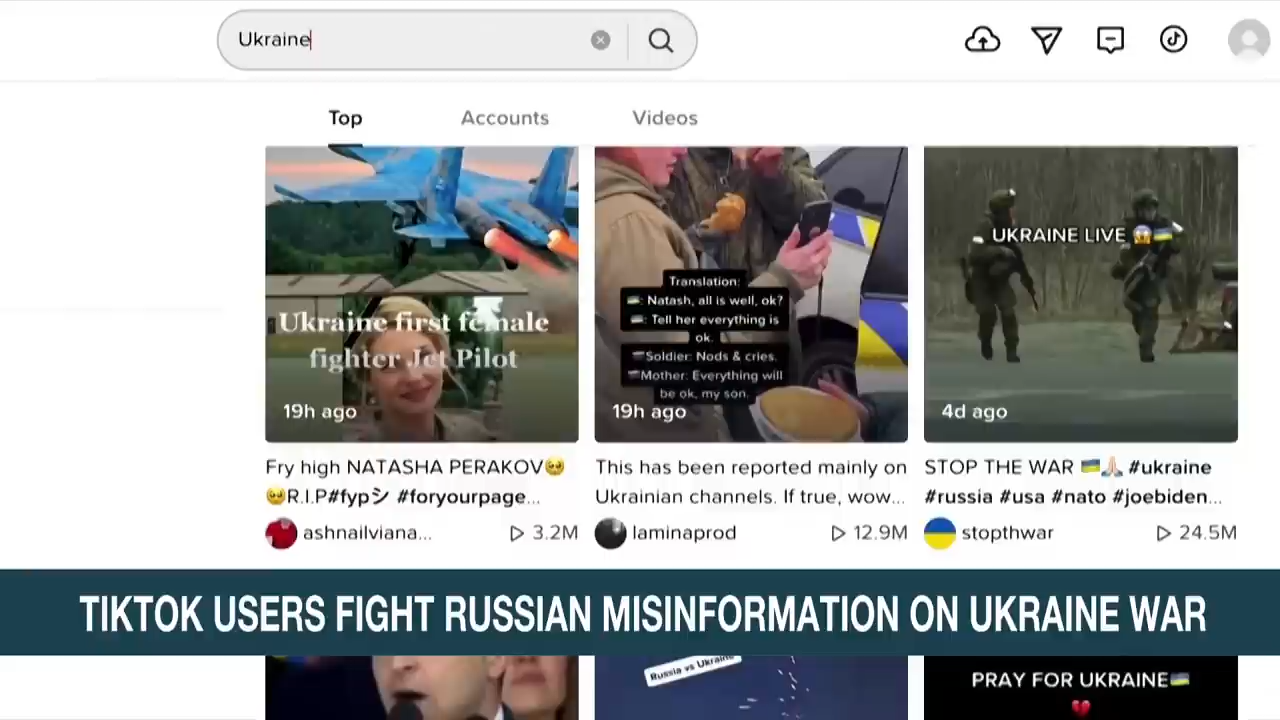 Ukraine
Top Accounts Videos
Ukraine first female
fighter Jet Pilot
19h ago
Translation:
: Natash, all is well, ok?
: Tell her everything is
ok.
Soldier: Nods & cries.
Mother: Everything will
be ok, my son.
19h ago
UKRAINE LIVE 😱🇺🇦
4d ago
Fry high NATASHA PERAKOV🥺
🥺R.I.P#fypシ #foryourpage...
ashnailviana... 3.2M
This has been reported mainly on
Ukrainian channels. If true, wow...
laminaprod 12.9M
STOP THE WAR 🇺🇦🙏🏻 #ukraine
#russia #usa #nato #joebiden...
stopthwar 24.5M
TIKTOK USERS FIGHT RUSSIAN MISINFORMATION ON UKRAINE WAR
Russia vs Ukraine
PRAY FOR UKRAINE🇺🇦
💔